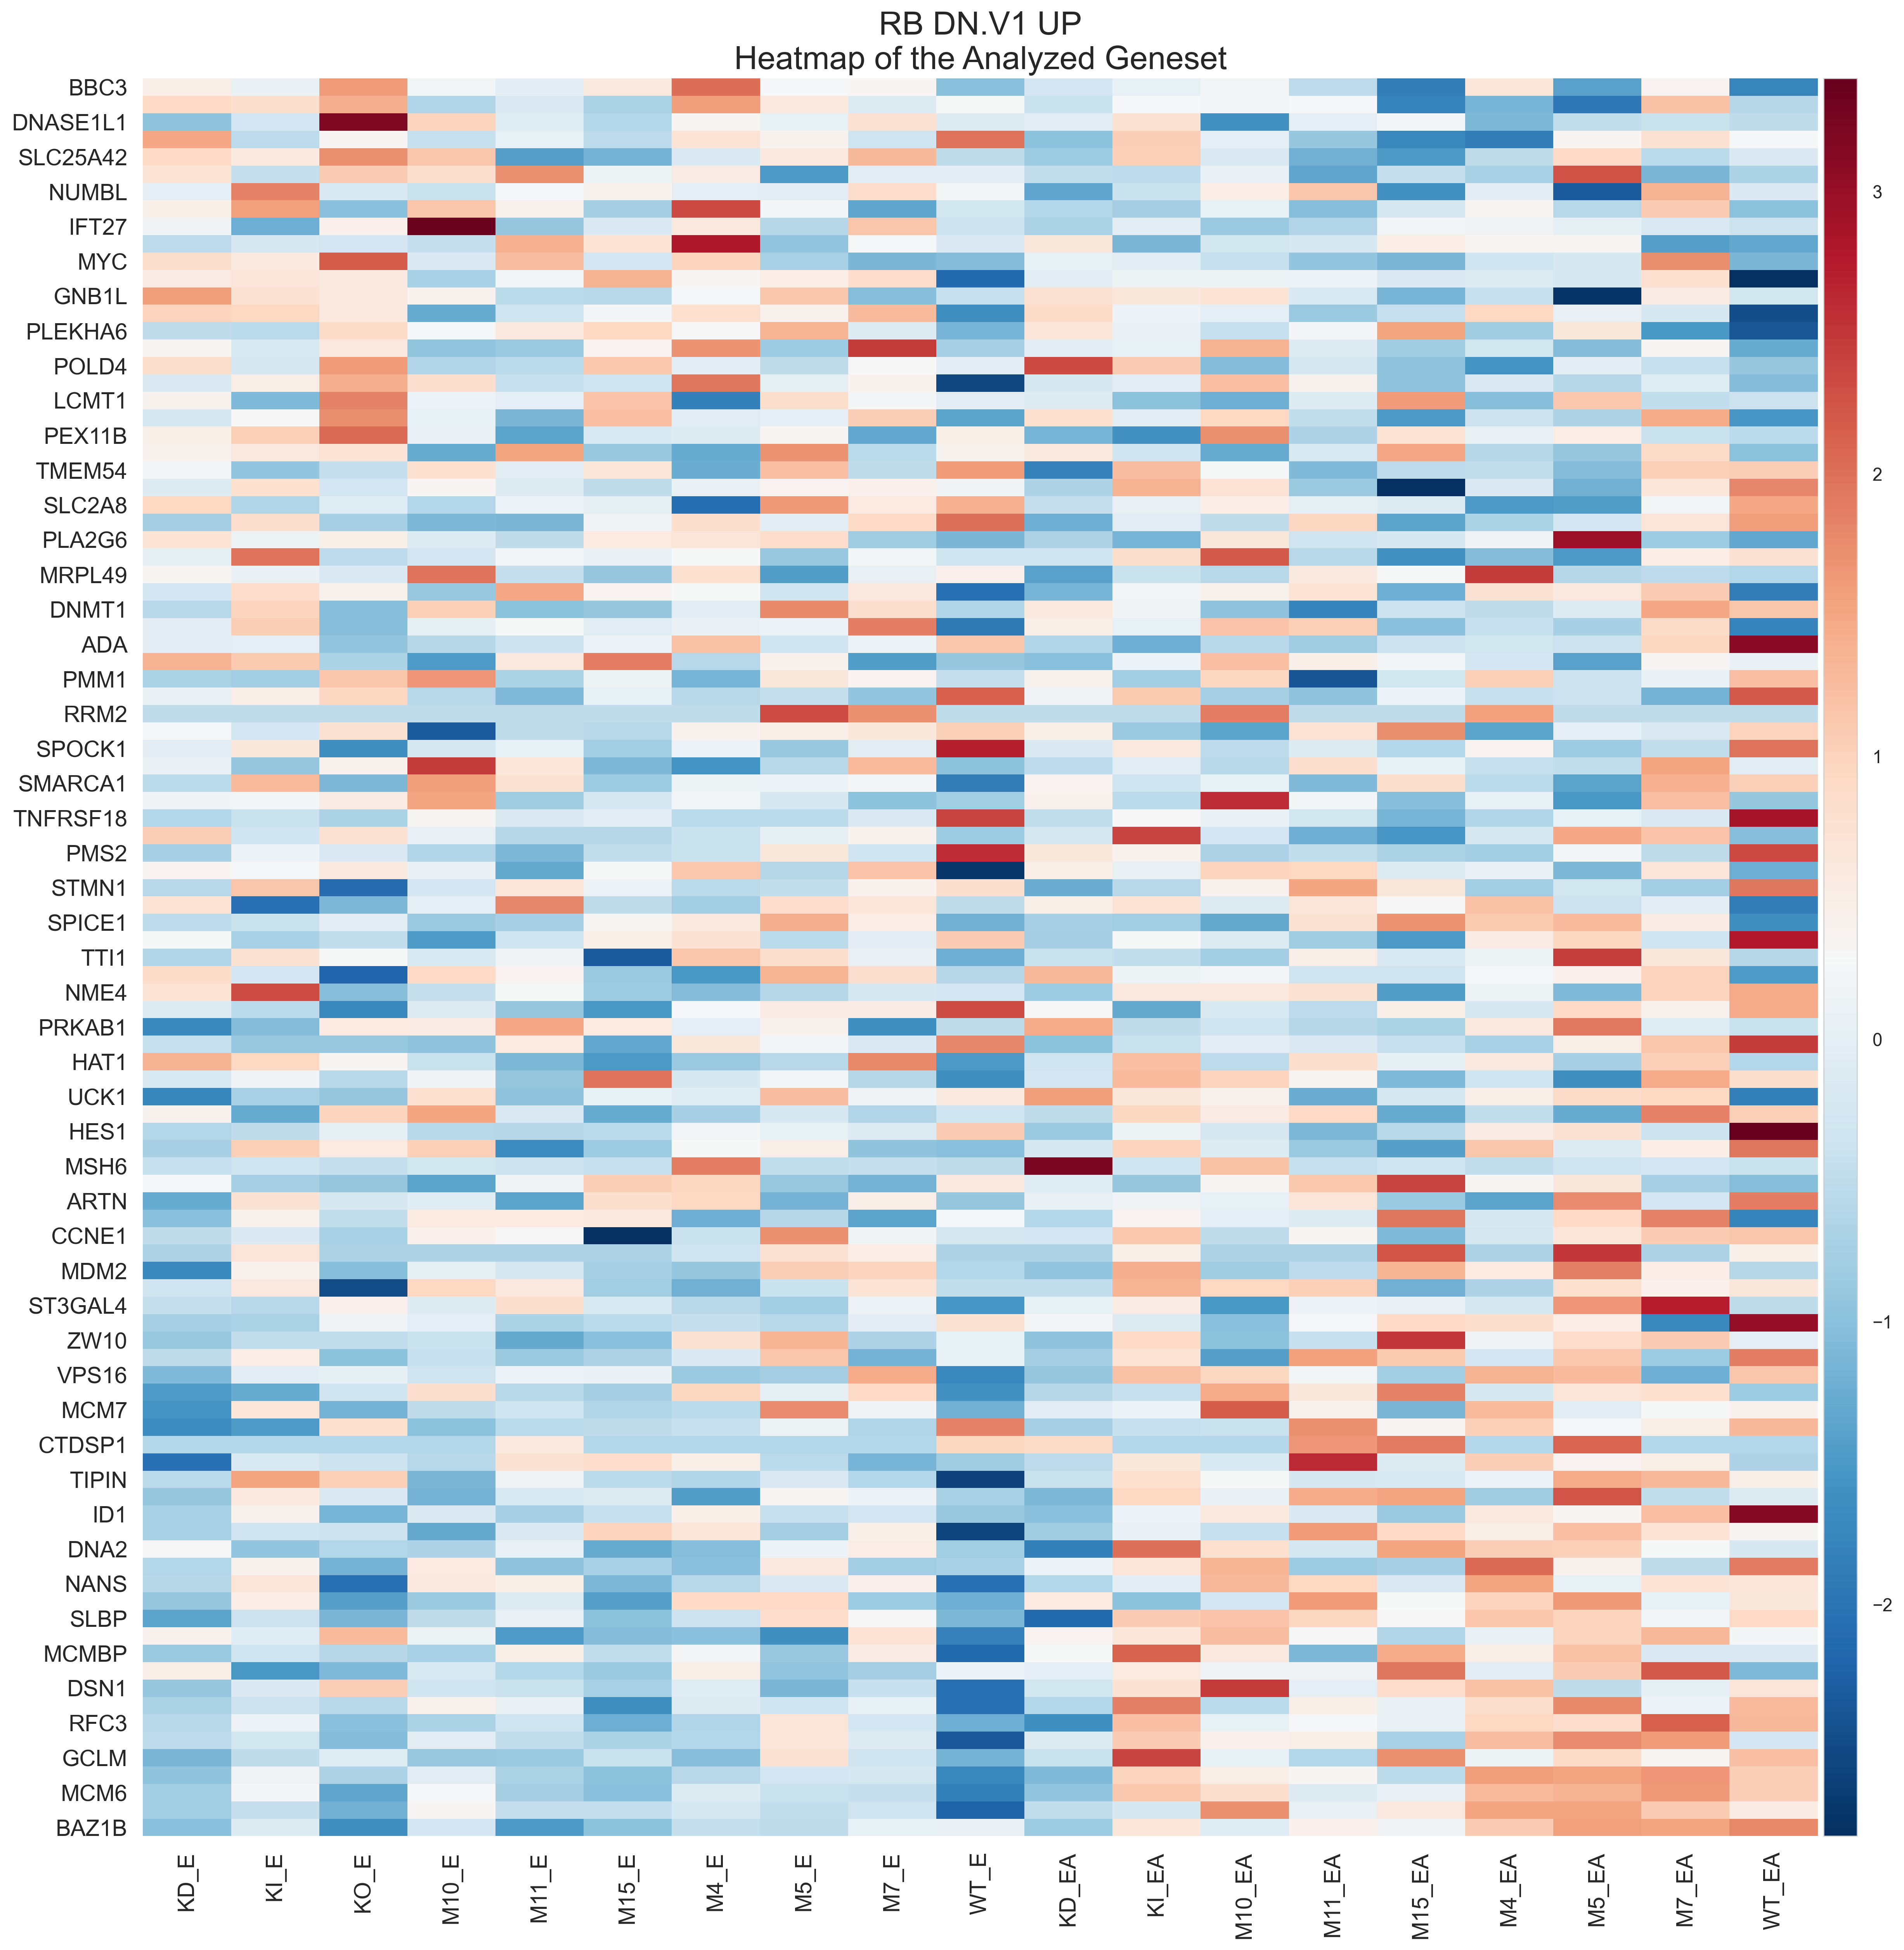 RB DN.V1 UP
Heatmap of the Analyzed Geneset
BBC3
DNASE1L1
SLC25A42
NUMBL
IFT27
MYC
GNB1L
PLEKHA6
POLD4
LCMT1
PEX11B
TMEM54
SLC2A8
PLA2G6
MRPL49
DNMT1
ADA
PMM1
RRM2
SPOCK1
SMARCA1
TNFRSF18
PMS2
STMN1
SPICE1
TTI1
NME4
PRKAB1
HAT1
UCK1
HES1
MSH6
ARTN
CCNE1
MDM2
ST3GAL4
ZW10
VPS16
MCM7
CTDSP1
TIPIN
ID1
DNA2
NANS
SLBP
MCMBP
DSN1
RFC3
GCLM
MCM6
BAZ1B
KD_E KI_E KO_E M10_E M11_E M15_E M4_E M5_E M7_E WT_E KD_EA KI_EA M10_EA M11_EA M15_EA M4_EA M5_EA M7_EA WT_EA
3
2
1
0
−1
−2